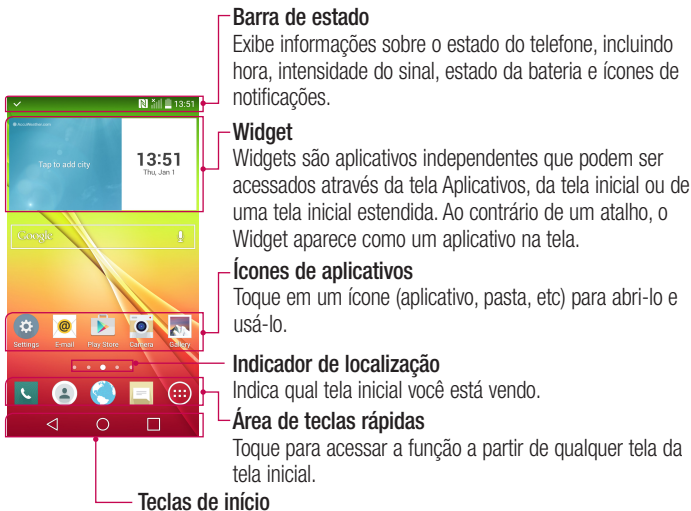 Barra de estado
Exibe informações sobre o estado do telefone, incluindo
hora, intensidade do sinal, estado da bateria e ícones de
notificações.
Widget
Widgets são aplicativos independentes que podem ser
acessados através da tela Aplicativos, da tela inicial ou de
uma tela inicial estendida. Ao contrário de um atalho, o
Widget aparece como um aplicativo na tela.
Ícones de aplicativos
Toque em um ícone (aplicativo, pasta, etc) para abri-lo e
usá-lo.
Indicador de localização
Indica qual tela inicial você está vendo.
Área de teclas rápidas
Toque para acessar a função a partir de qualquer tela da
tela inicial.
Teclas de início
13:51
AccuWeather.com
Tap to add city
13:51
Thu, Jan 1
Google
Settings E-mail Play Store Camera Gallery